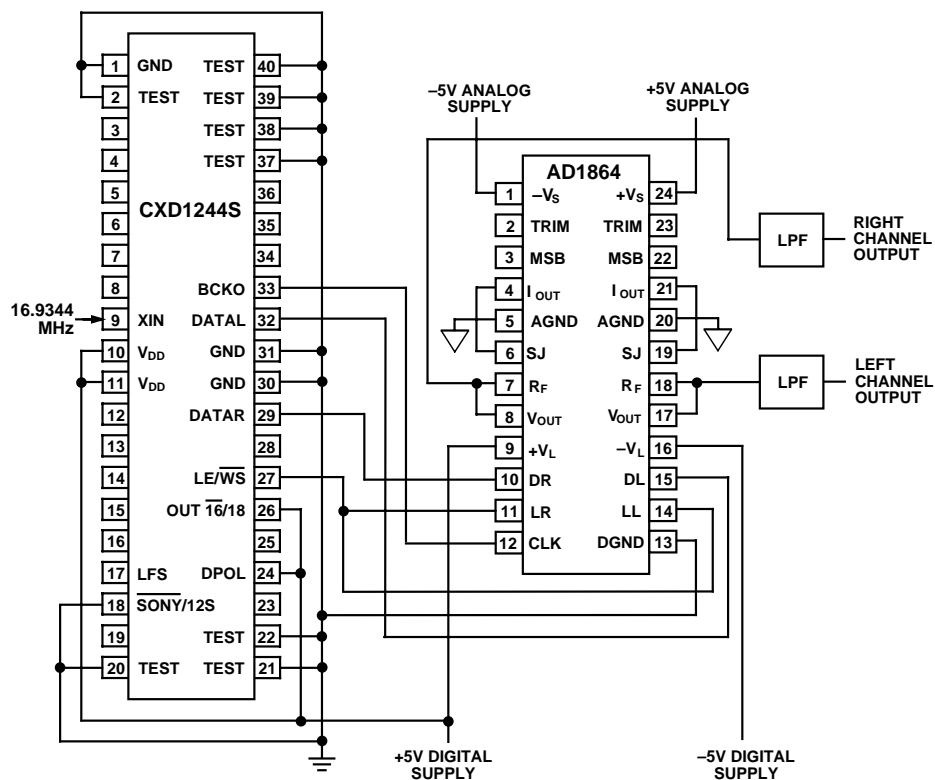 –5V ANALOG
SUPPLY
+5V ANALOG
SUPPLY
CXD1244S
1 GND TEST 40
2 TEST TEST 39
3 TEST 38
4 TEST 37
5 36
6 35
7 34
8 BCKO 33
16.9344
MHz
9 XIN DATAL 32
10 VDD GND 31
11 VDD GND 30
12 DATAR 29
13 28
14 LE/WS 27
15 OUT 16/18 26
16 25
17 LFS DPOL 24
18 SONY/12S 23
19 TEST 22
20 TEST TEST 21
AD1864
1 –VS +VS 24
2 TRIM TRIM 23
3 MSB MSB 22
4 IOUT IOUT 21
5 AGND AGND 20
6 SJ SJ 19
7 RF RF 18
8 VOUT VOUT 17
9 +VL –VL 16
10 DR DL 15
11 LR LL 14
12 CLK DGND 13
LPF
RIGHT
CHANNEL
OUTPUT
LPF
LEFT
CHANNEL
OUTPUT
+5V DIGITAL
SUPPLY
–5V DIGITAL
SUPPLY